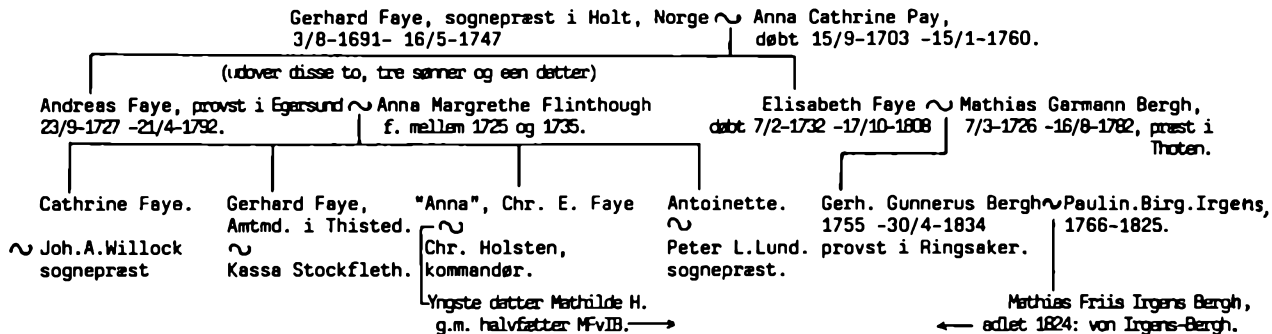 Gerhard Faye, sognepræst i Holt, Norge ~ Anna Cathrine Pay,
3/8-1691- 16/5-1747 døbt 15/9-1703 -15/1-1760.
(udover disse to, tre sønner og een datter)
Andreas Faye, provst i Egersund ~ Anna Margrethe Flinthough
23/9-1727 -21/4-1792. f. mellem 1725 og 1735.
Elisabeth Faye ~ Mathias Garmann Bergh,
døbt 7/2-1732 -17/10-1808 7/3-1726 -16/8-1782, præst i
Thoten.
Cathrine Faye.
~ Joh.A.Willock
sognepræst
Gerhard Faye,
Amtmd. i Thisted.
~
Kassa Stockfleth.
"Anna", Chr. E. Faye
~
Chr. Holsten,
kommandør.
Yngste datter Mathilde H.
g.m. halvfætter MFvIB.→
Antoinette.
~
Peter L.Lund.
sognepræst.
Gerh. Gunnerus Bergh~Paulin.Birg.Irgens,
1755 -30/4-1834 1766-1825.
provst i Ringsaker.
Mathias Friis Irgens Bergh,
← adlet 1824: von Irgens-Bergh.